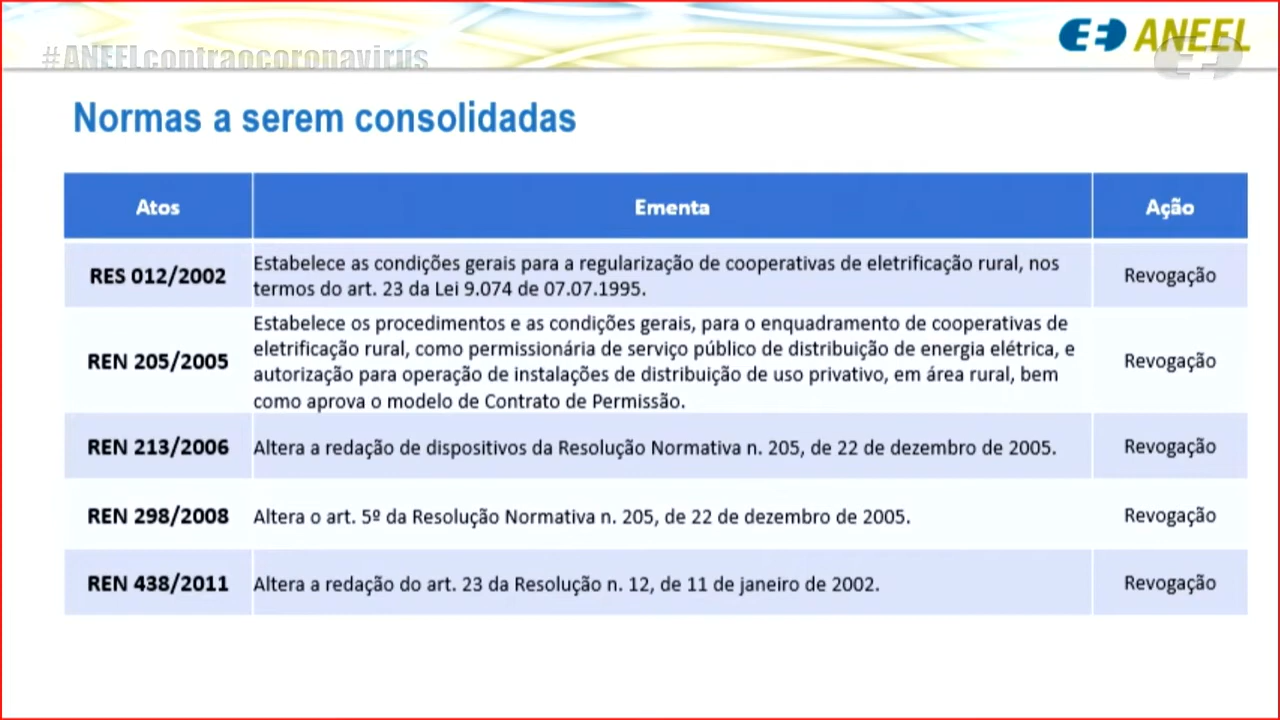 #ANEELcontraocoronavirus
ANEEL
Normas a serem consolidadas
Atos
Ementa
Ação
RES 012/2002
Estabelece as condições gerais para a regularização de cooperativas de eletrificação rural, nos
termos do art. 23 da Lei 9.074 de 07.07.1995.
Revogação
REN 205/2005
Estabelece os procedimentos e as condições gerais, para o enquadramento de cooperativas de
eletrificação rural, como permissionária de serviço público de distribuição de energia elétrica, e
autorização para operação de instalações de distribuição de uso privativo, em área rural, bem
como aprova o modelo de Contrato de Permissão.
Revogação
REN 213/2006
Altera a redação de dispositivos da Resolução Normativa n. 205, de 22 de dezembro de 2005.
Revogação
REN 298/2008
Altera o art. 5º da Resolução Normativa n. 205, de 22 de dezembro de 2005.
Revogação
REN 438/2011
Altera a redação do art. 23 da Resolução n. 12, de 11 de janeiro de 2002.
Revogação